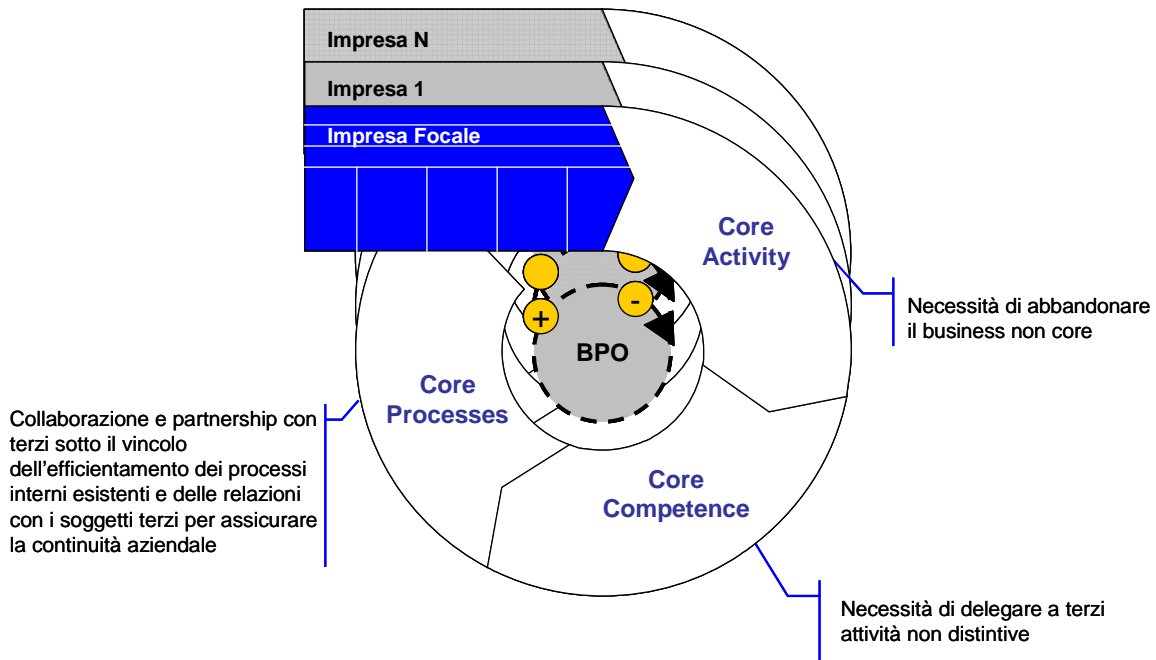 Impresa N
Impresa 1
Impresa Focale
Core
Activity
Necessità di abbandonare
il business non core
+
-
BPO
Core
Processes
Collaborazione e partnership con
terzi sotto il vincolo
dell'efficientamento dei processi
interni esistenti e delle relazioni
con i soggetti terzi per assicurare
la continuità aziendale
Core
Competence
Necessità di delegare a terzi
attività non distintive